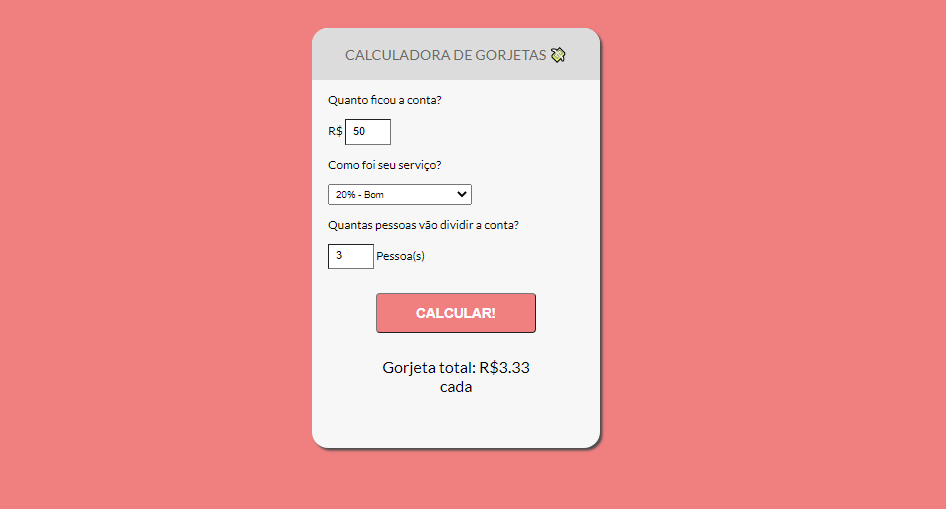 CALCULADORA DE GORJETAS
Quanto ficou a conta?
R$ 50
Como foi seu serviço?
20% - Bom
Quantas pessoas vão dividir a conta?
3 Pessoa(s)
CALCULAR!
Gorjeta total: R$3.33
cada